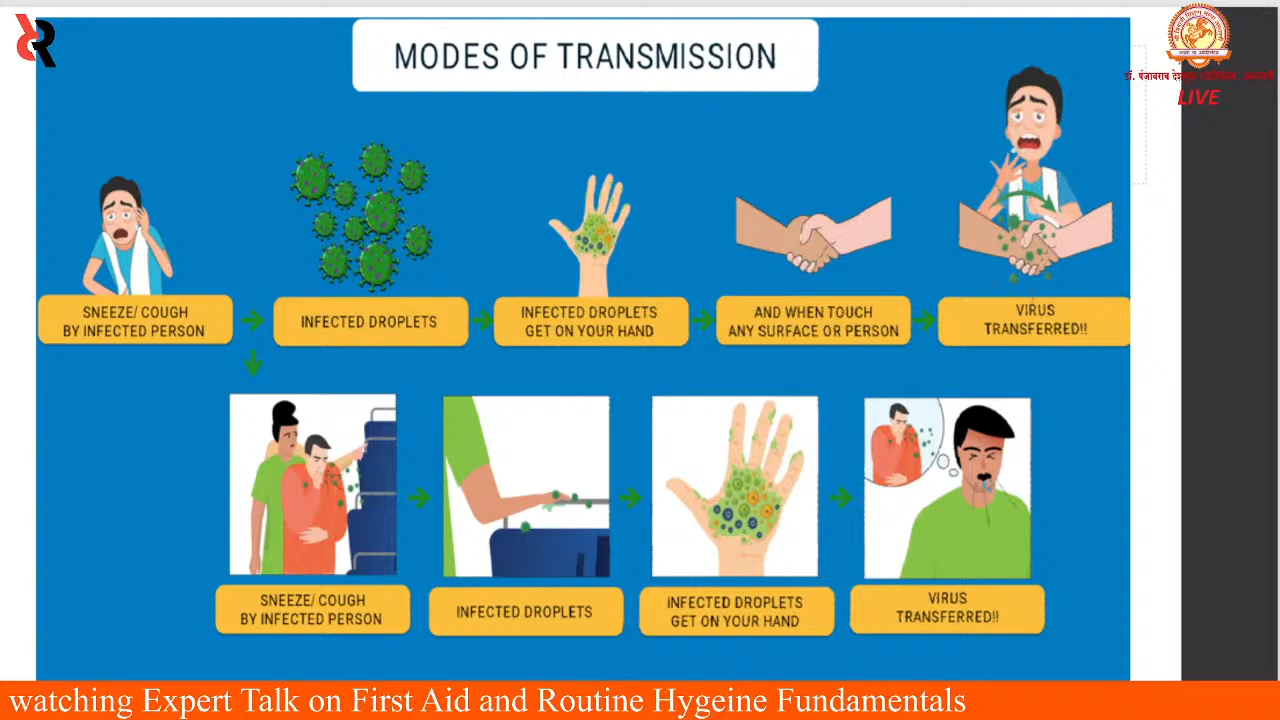 MODES OF TRANSMISSION
डॉ. पंजाबराव
LIVE
SNEEZE/ COUGH
BY INFECTED PERSON
INFECTED DROPLETS
INFECTED DROPLETS
GET ON YOUR HAND
AND WHEN TOUCH
ANY SURFACE OR PERSON
VIRUS
TRANSFERRED!!
SNEEZE/ COUGH
BY INFECTED PERSON
INFECTED DROPLETS
INFECTED DROPLETS
GET ON YOUR HAND
VIRUS
TRANSFERRED!!
watching Expert Talk on First Aid and Routine Hygeine Fundamentals